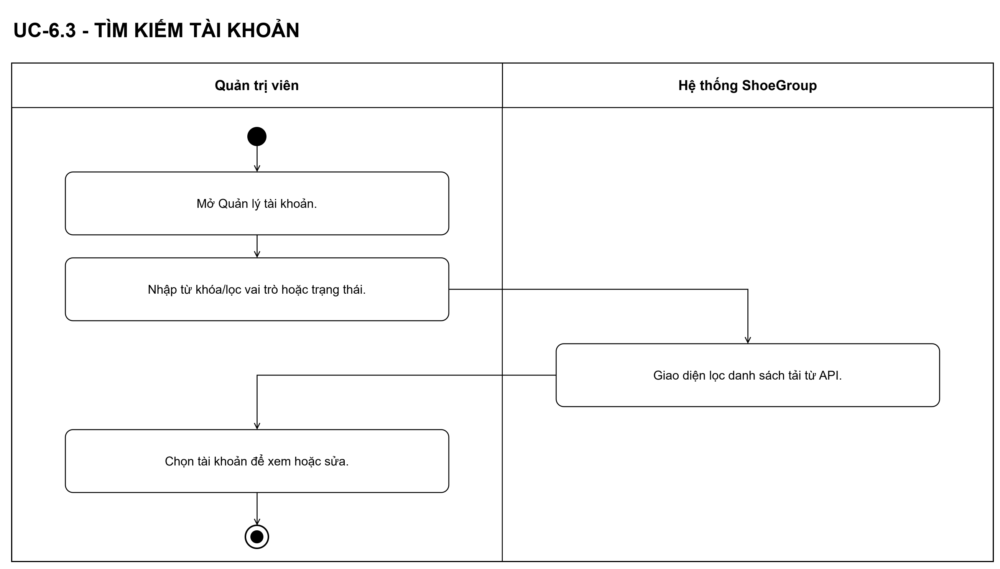 UC-6.3 - TÌM KIẾM TÀI KHOẢN
Quản trị viên
Hệ thống ShoeGroup
Mở Quản lý tài khoản.
Nhập từ khóa/lọc vai trò hoặc trạng thái.
Giao diện lọc danh sách tải từ API.
Chọn tài khoản để xem hoặc sửa.